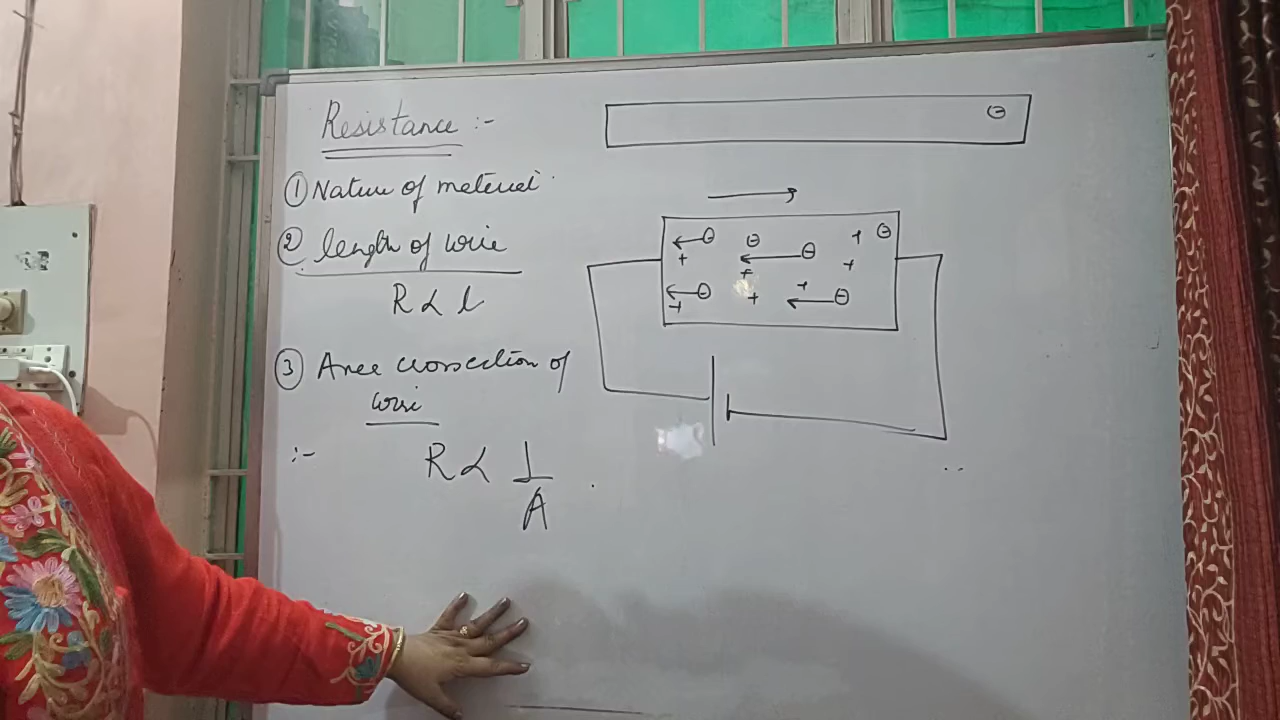 Resistance :-
① Nature of material.
② length of wire
R ∝ l
③ Area crossection of
wire
:- R ∝ 1/A .
⊖
⊖ ⊖ + ⊖
+ ⊖ +
+
⊖ + ⊖
+ +